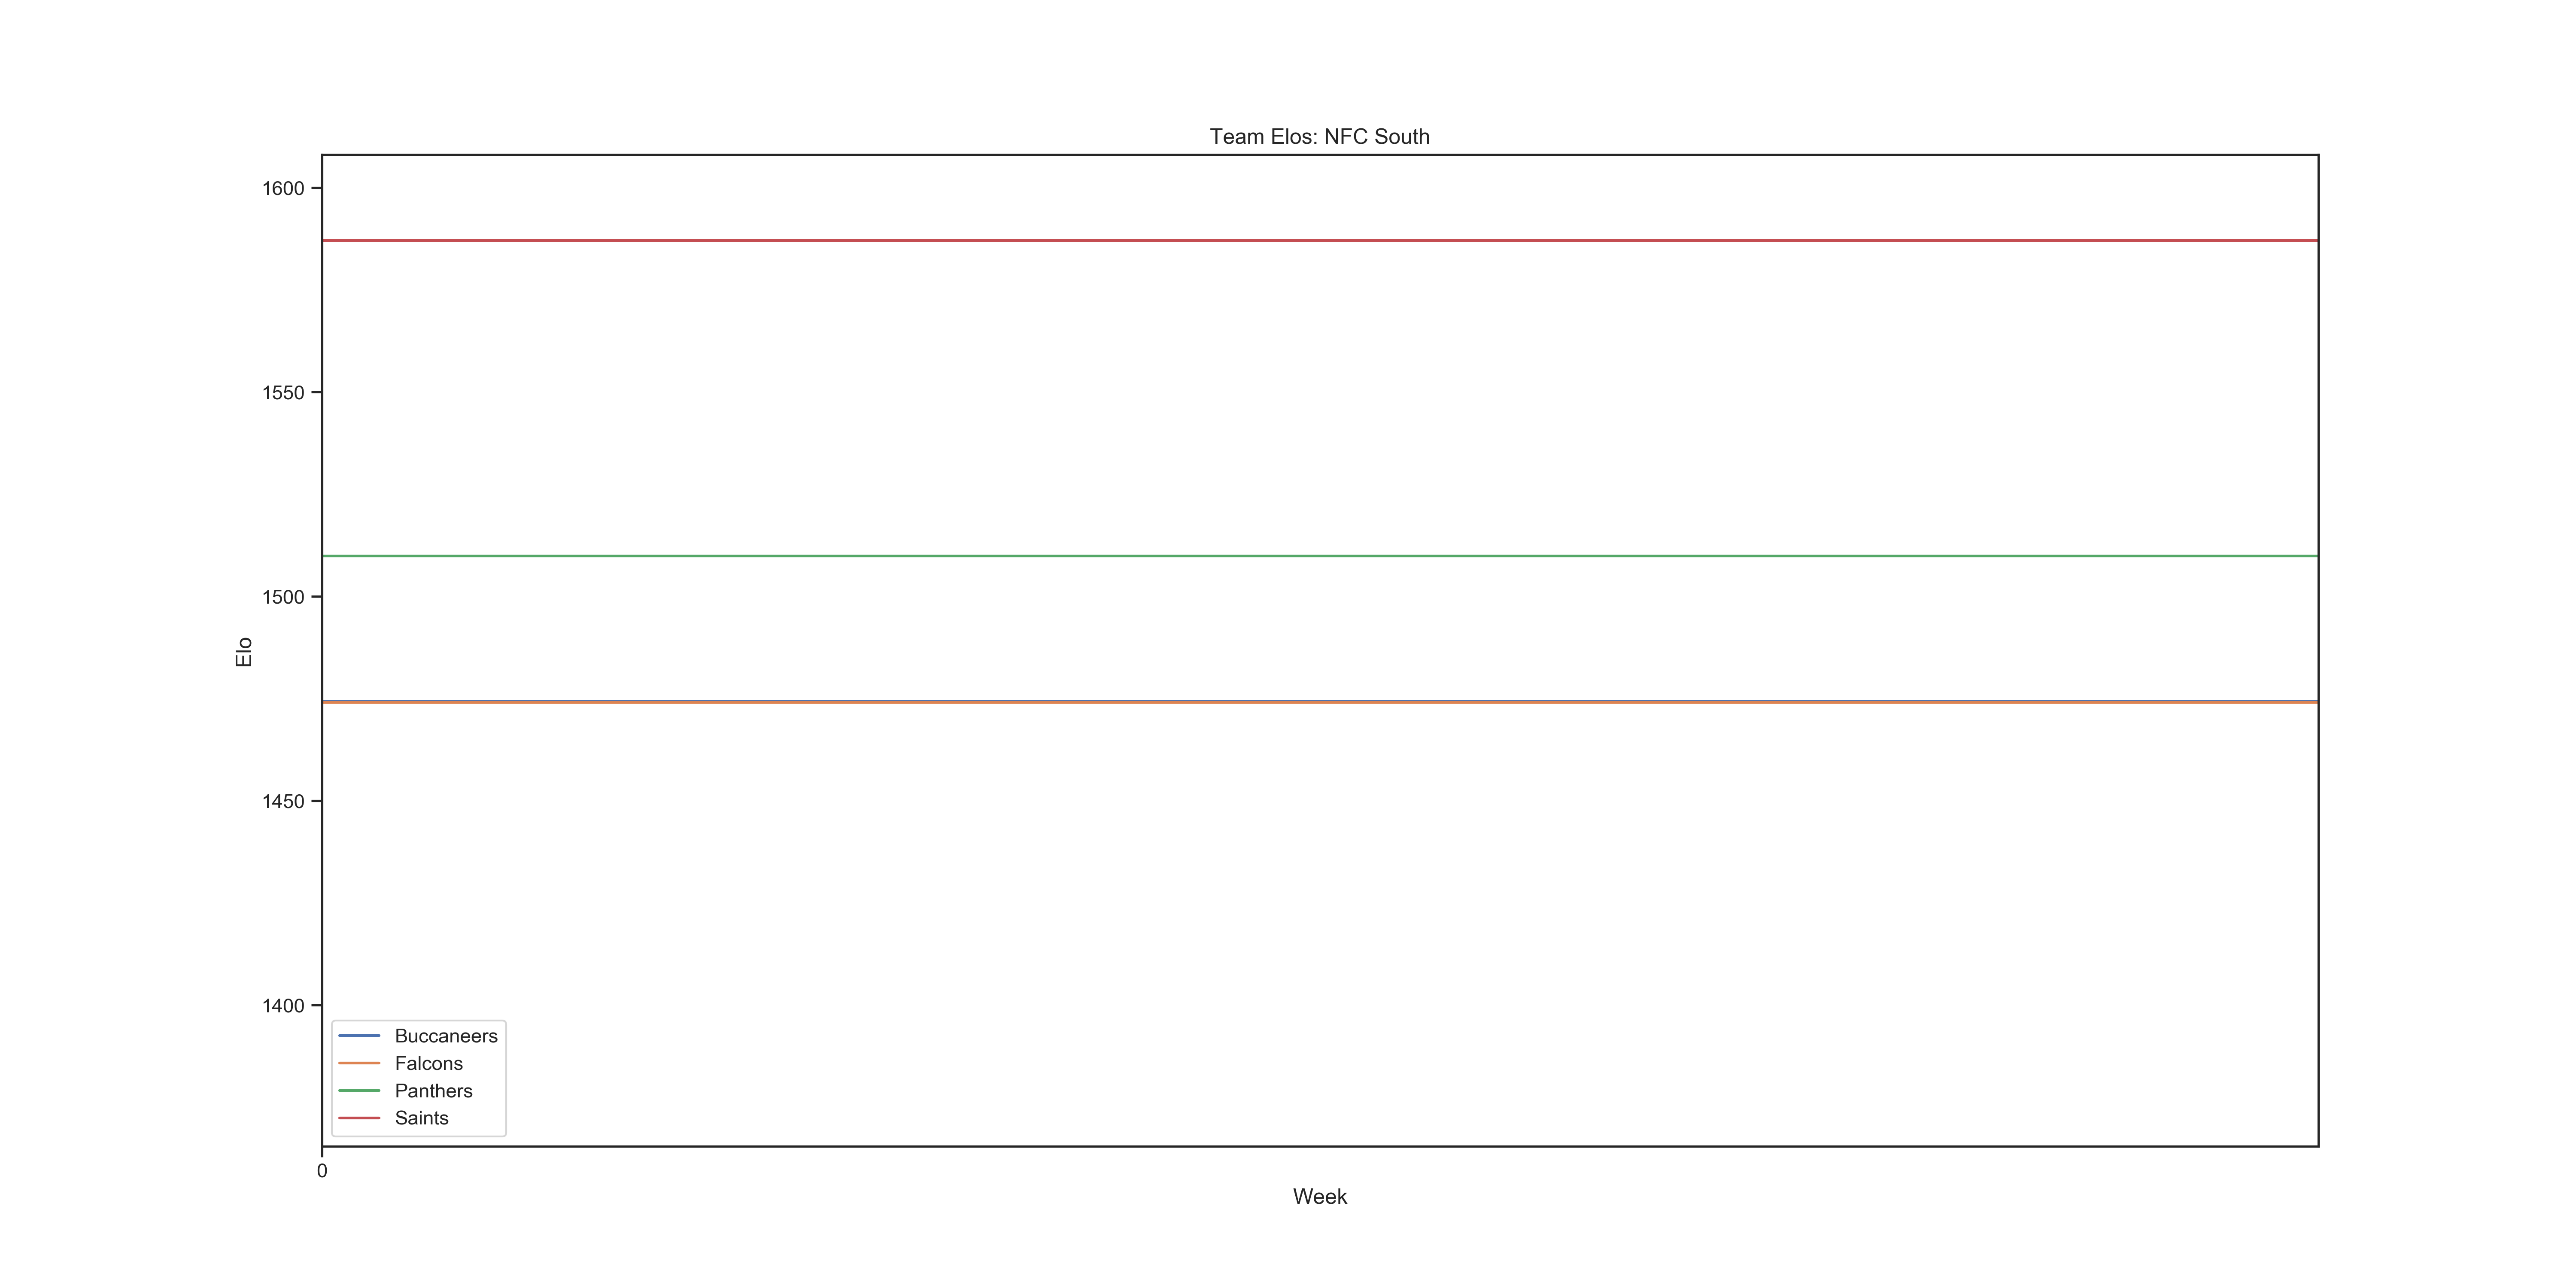 Team Elos: NFC South
1600
1550
1500
1450
1400
Elo
Buccaneers
Falcons
Panthers
Saints
0
Week